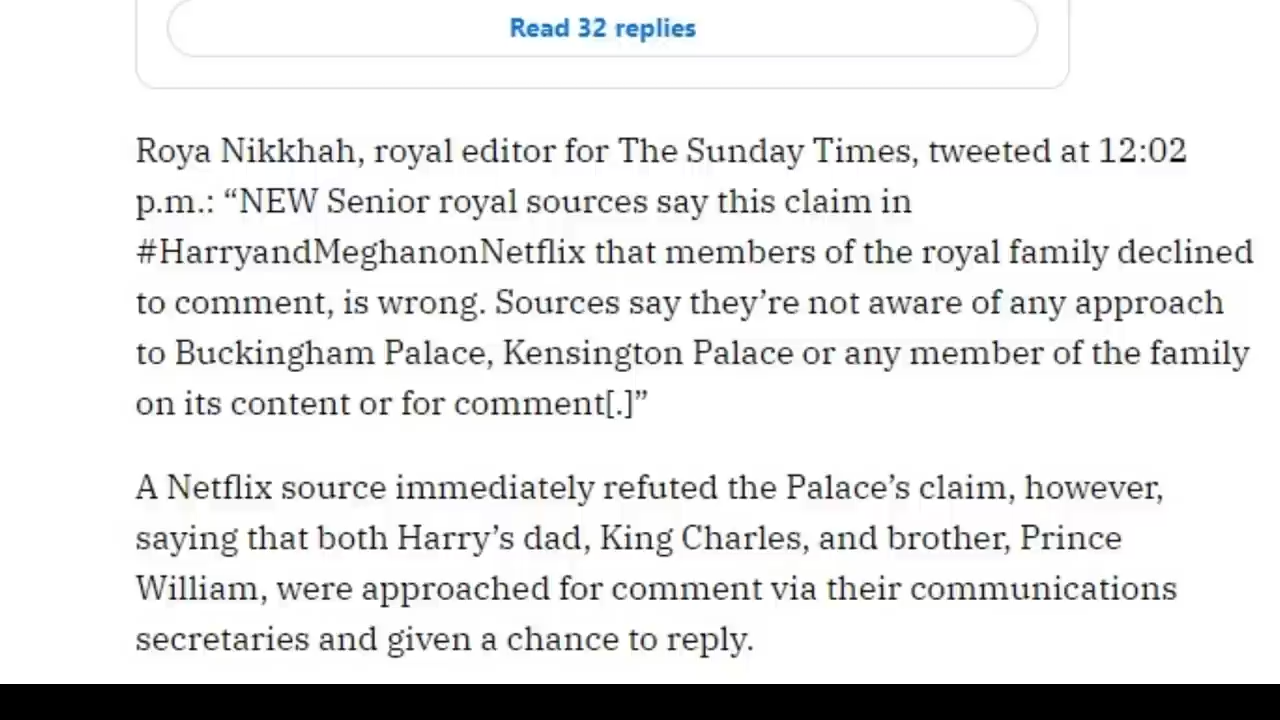 Read 32 replies
Roya Nikkhah, royal editor for The Sunday Times, tweeted at 12:02
p.m.: “NEW Senior royal sources say this claim in
#HarryandMeghanonNetflix that members of the royal family declined
to comment, is wrong. Sources say they’re not aware of any approach
to Buckingham Palace, Kensington Palace or any member of the family
on its content or for comment[.]”
A Netflix source immediately refuted the Palace’s claim, however,
saying that both Harry’s dad, King Charles, and brother, Prince
William, were approached for comment via their communications
secretaries and given a chance to reply.